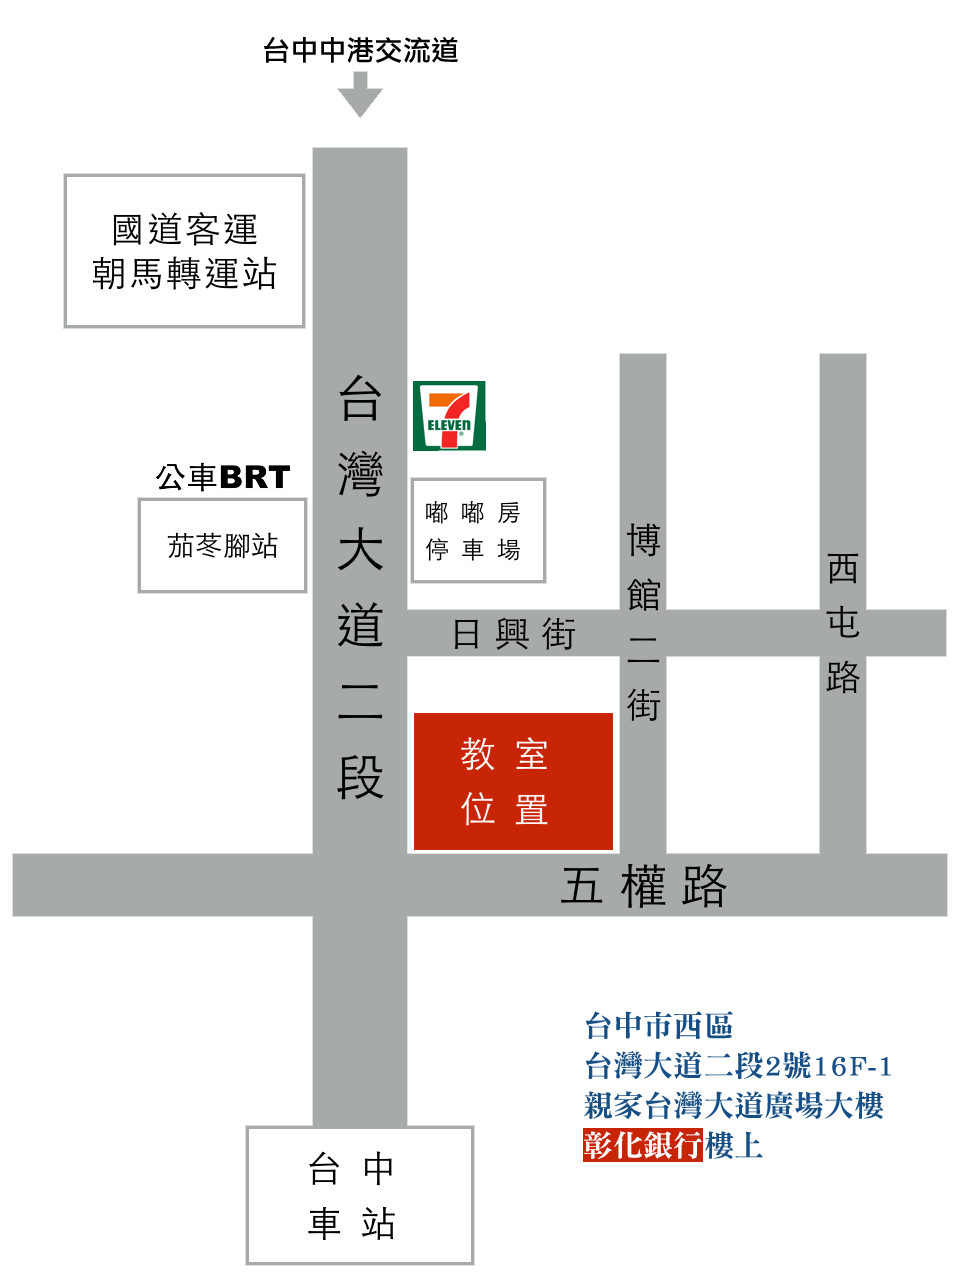 台中中港交流道
國道客運
朝馬轉運站
台灣大道二段
7
ELEVEN
®
公車BRT
茄苳腳站
嘟嘟房
停車場
博館二街
西屯路
日興街
教室
位置
五權路
台中市西區
台灣大道二段2號16F-1
親家台灣大道廣場大樓
彰化銀行樓上
台中
車站